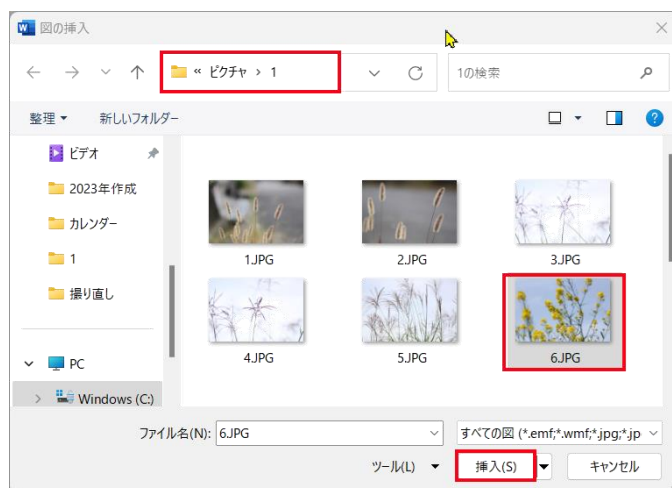 図の挿入
« ピクチャ > 1
1の検索
整理
新しいフォルダー
ビデオ
2023年作成
カレンダー
1
撮り直し
PC
Windows (C:)
1.JPG
2.JPG
3.JPG
4.JPG
5.JPG
6.JPG
ファイル名(N): 6.JPG
すべての図 (*.emf;*.wmf;*.jpg;*.jp
ツール(L)
挿入(S)
キャンセル